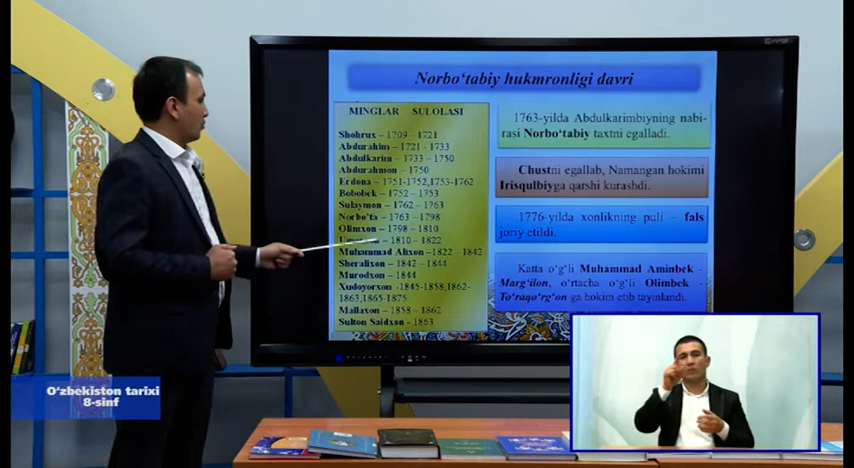 Norbo‘tabiy hukmronligi davri
MINGLAR SULOLASI
Shohrux – 1709 – 1721
Abdurahim – 1721 - 1733
Abdulkarim – 1733 – 1750
Abdurahmon – 1750
Erdona – 1751-1752,1753-1762
Bobobek – 1752 – 1753
Sulaymon – 1762 – 1763
Norbo‘ta – 1763 – 1798
Olimxon – 1798 – 1810
– 1810 – 1822
Muhammad Alixon –1822 – 1842
Sheralixon – 1842 – 1844
Murodxon – 1844
Xudoyorxon -1845-1858,1862-
1863,1865-1875
Mallaxon – 1858 – 1862
Sulton Saidxon – 1863
1763-yilda Abdulkarimbiyning nabi-
rasi Norbo‘tabiy taxtni egalladi.
Chustni egallab, Namangan hokimi
Irisqulbiyga qarshi kurashdi.
1776-yilda xonlikning puli – fals
joriy etildi.
Katta o‘g‘li Muhammad Aminbek -
Marg‘ilon, o‘rtacha o‘g‘li Olimbek -
To‘raqo‘rg‘on ga hokim etib tayinlandi.
O‘zbekiston tarixi
8-sinf